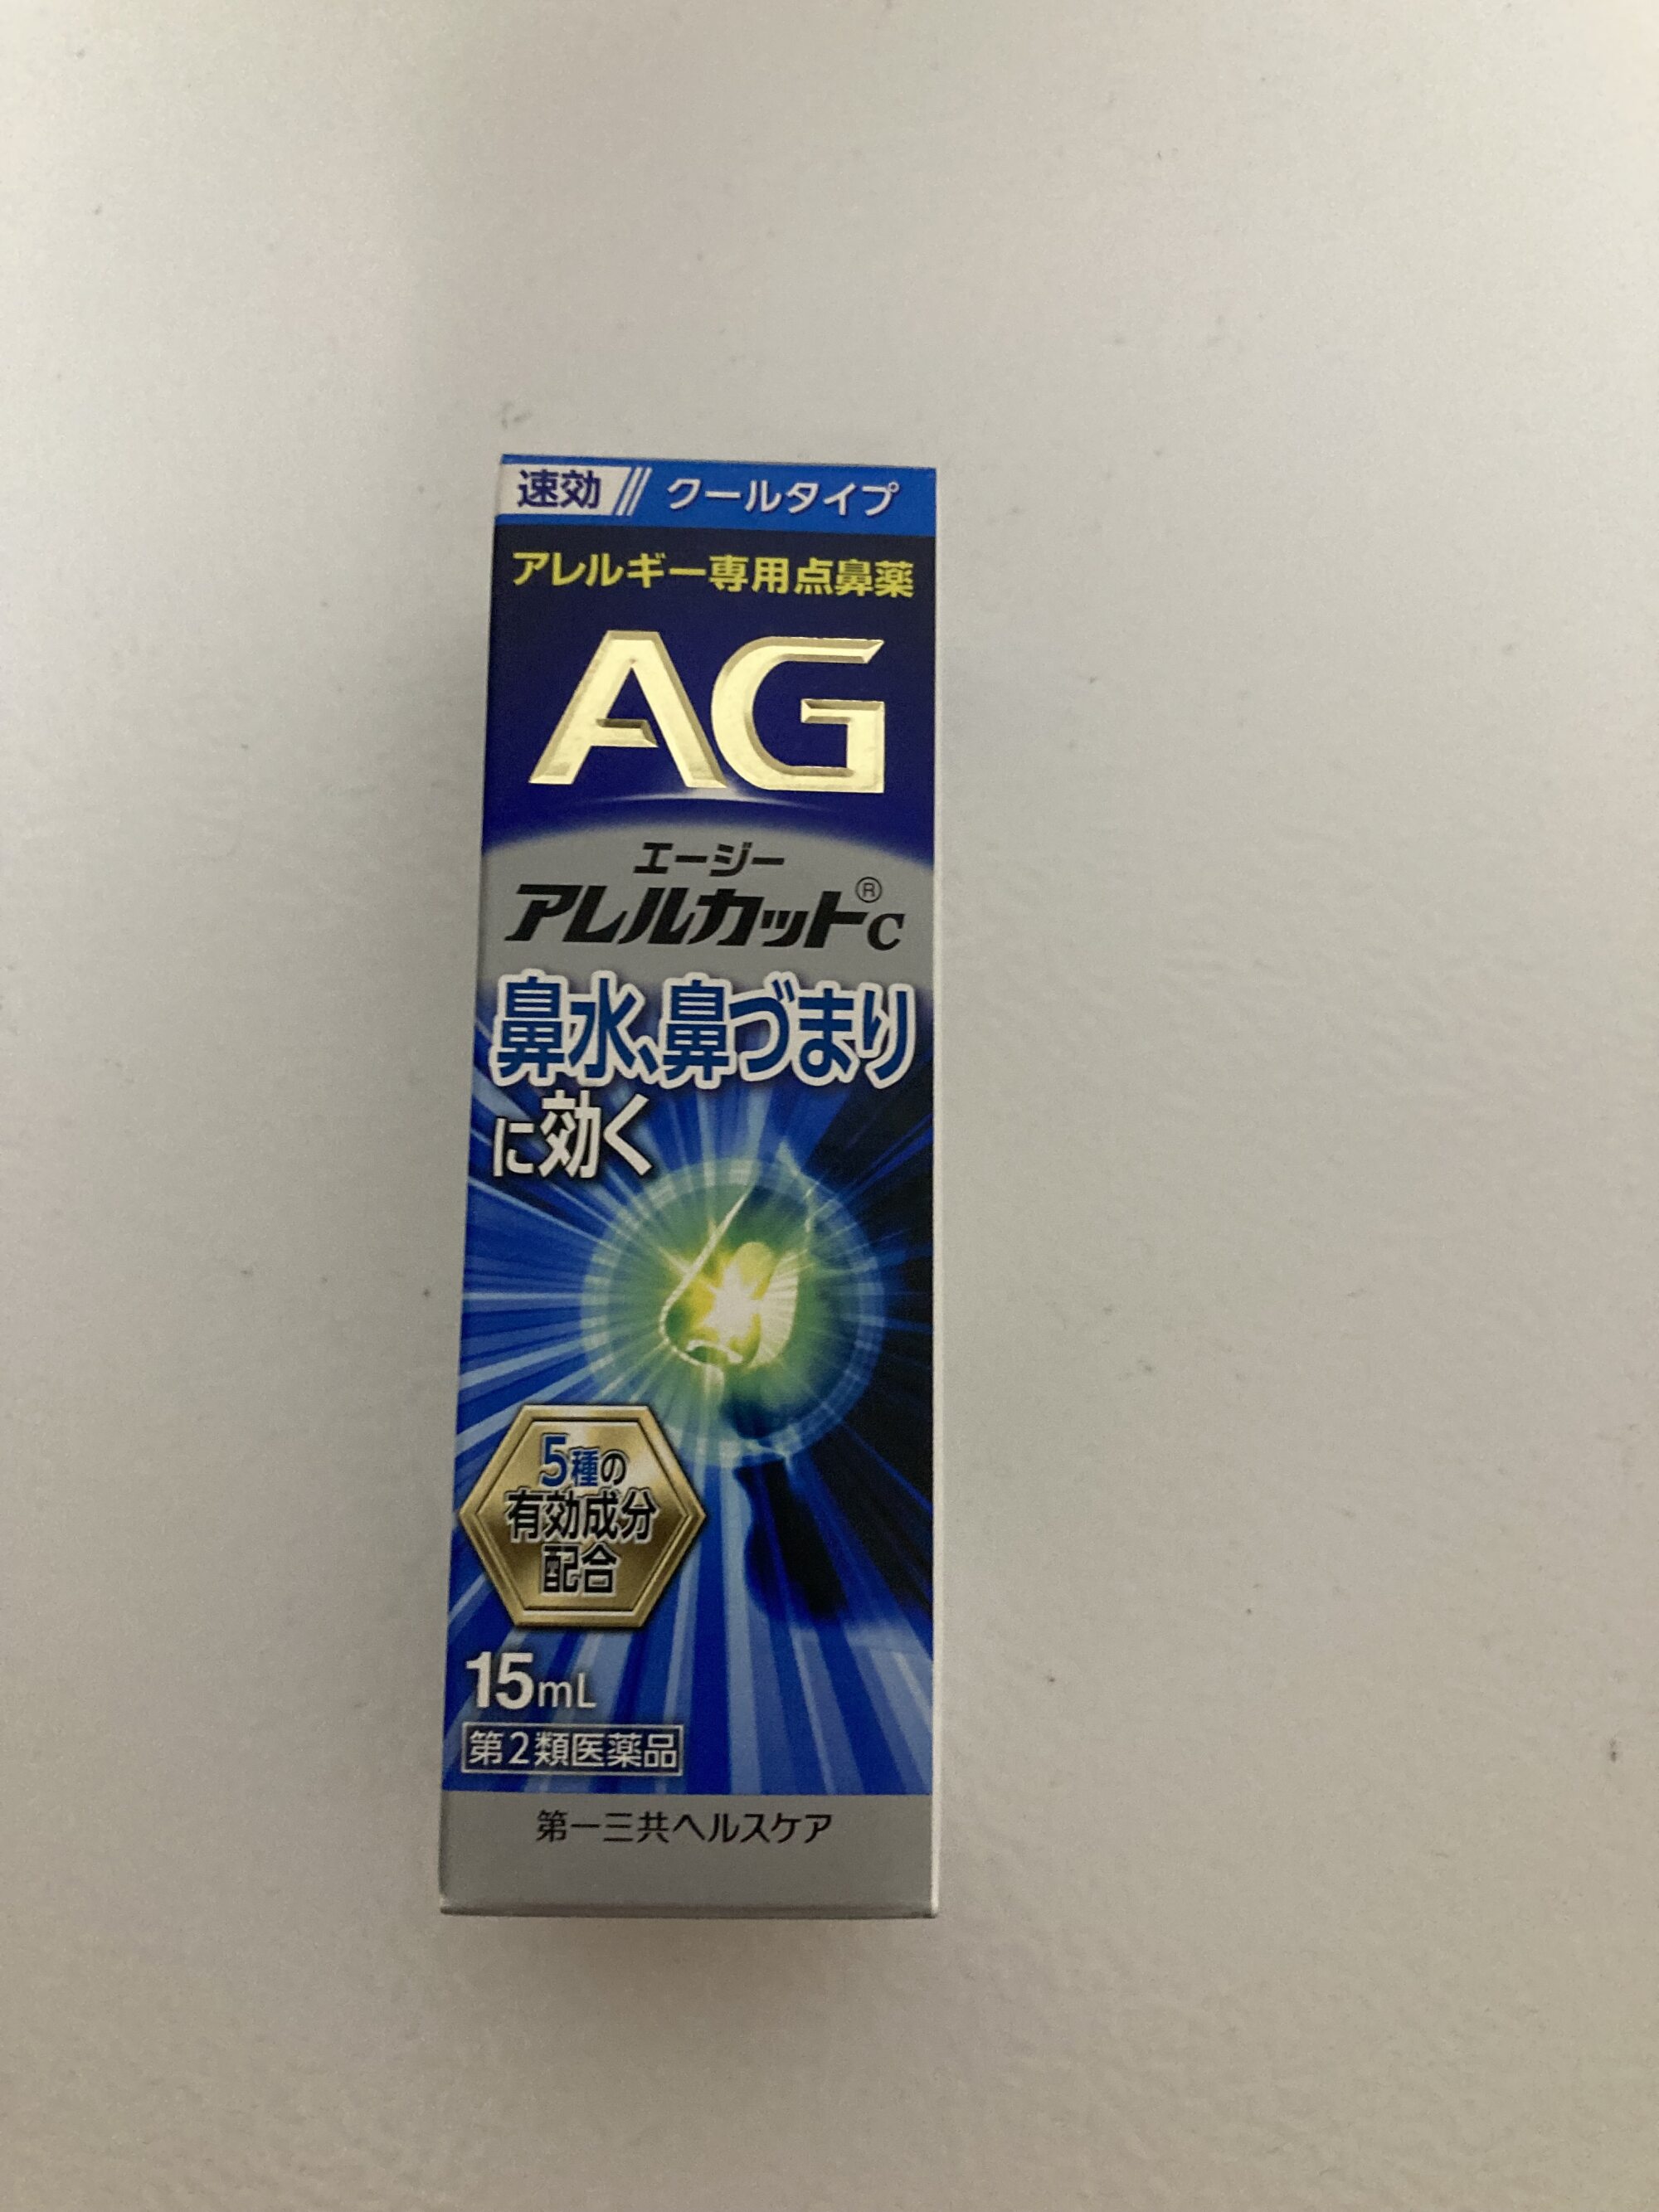 速効 クールタイプ
アレルギー専用点鼻薬
AG
エージー
アレルカット®C
鼻水、鼻づまり
に効く
5種の
有効成分
配合
15mL
第2類医薬品
第一三共ヘルスケア